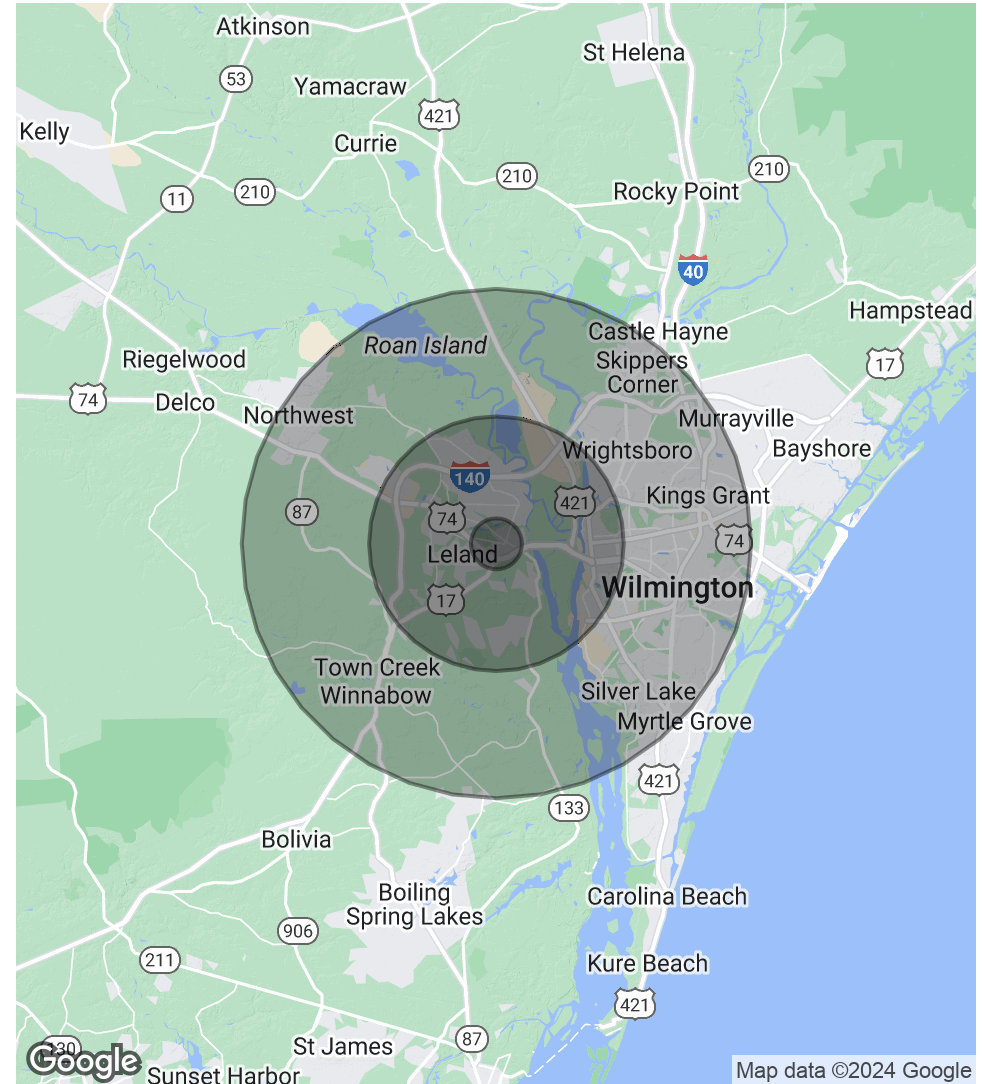 Atkinson
St Helena
53
Yamacraw
421
Kelly
Currie
210
210
210
11
Rocky Point
40
Hampstead
Castle Hayne
Roan Island
Riegelwood
Skippers
Corner
17
74
Delco
Northwest
Murrayville
Wrightsboro
Bayshore
140
Kings Grant
421
87
74
74
Leland
Wilmington
17
Town Creek
Winnabow
Silver Lake
Myrtle Grove
421
133
Bolivia
Boiling
Spring Lakes
Carolina Beach
906
211
Kure Beach
421
87
St James
130
Google
Sunset Harbor
Map data ©2024 Google